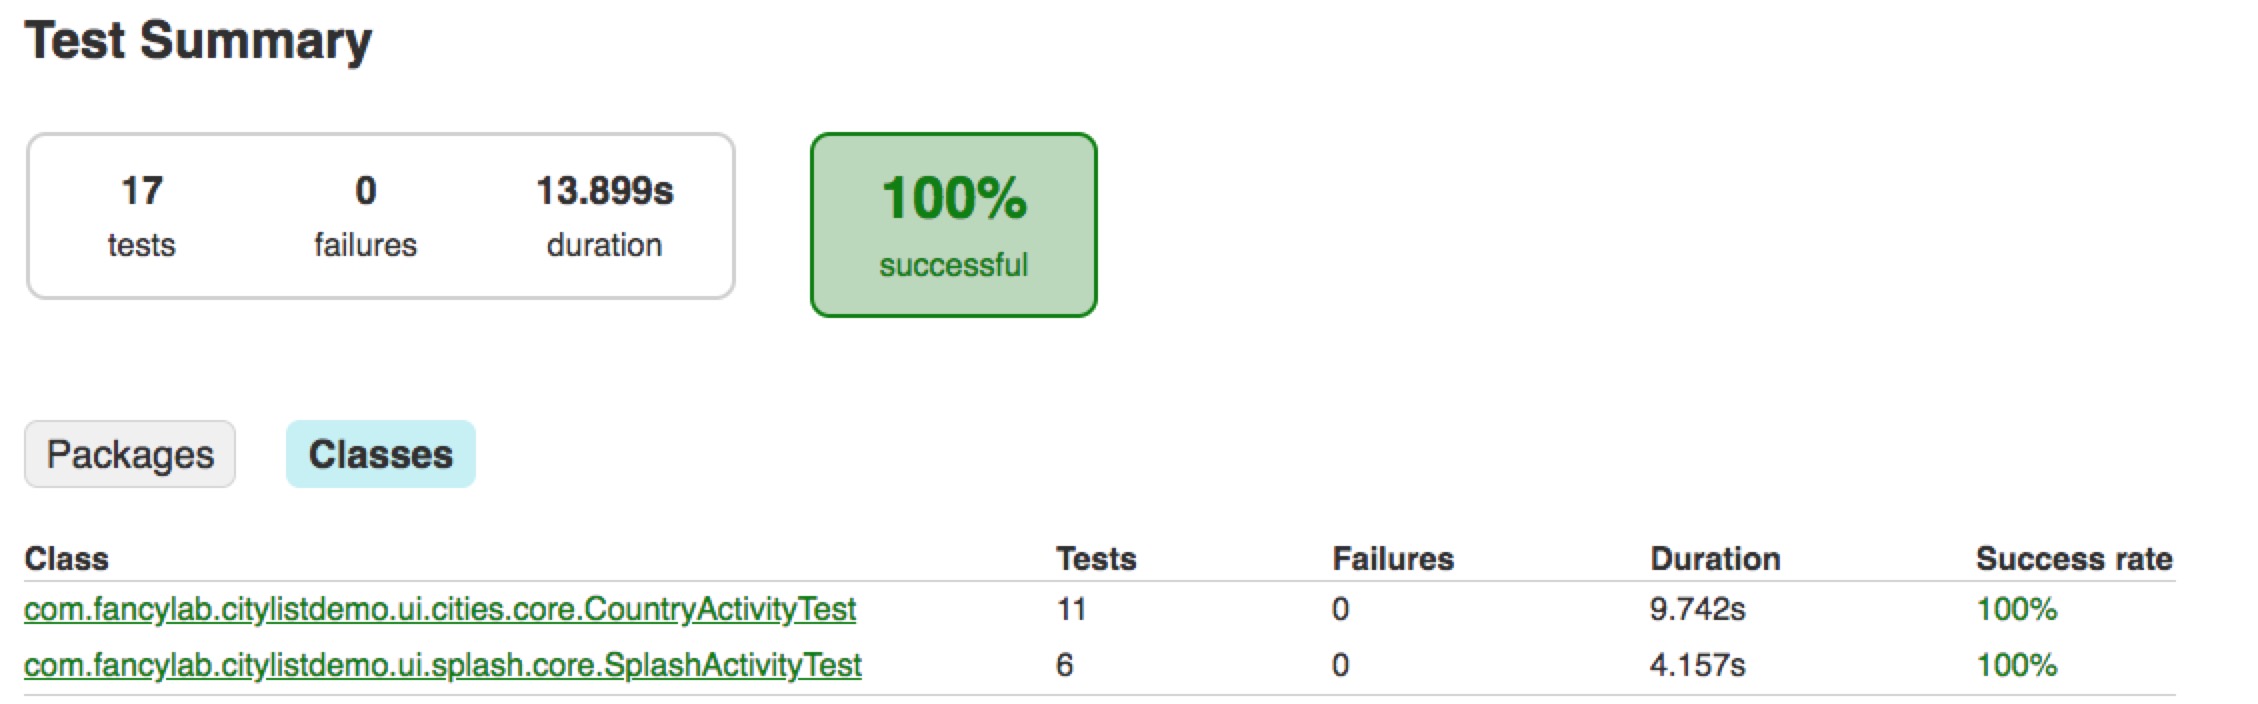 Test Summary
17 0 13.899s
tests failures duration
100%
successful
Packages Classes
Class Tests Failures Duration Success rate
com.fancylab.citylistdemo.ui.cities.core.CountryActivityTest 11 0 9.742s 100%
com.fancylab.citylistdemo.ui.splash.core.SplashActivityTest 6 0 4.157s 100%